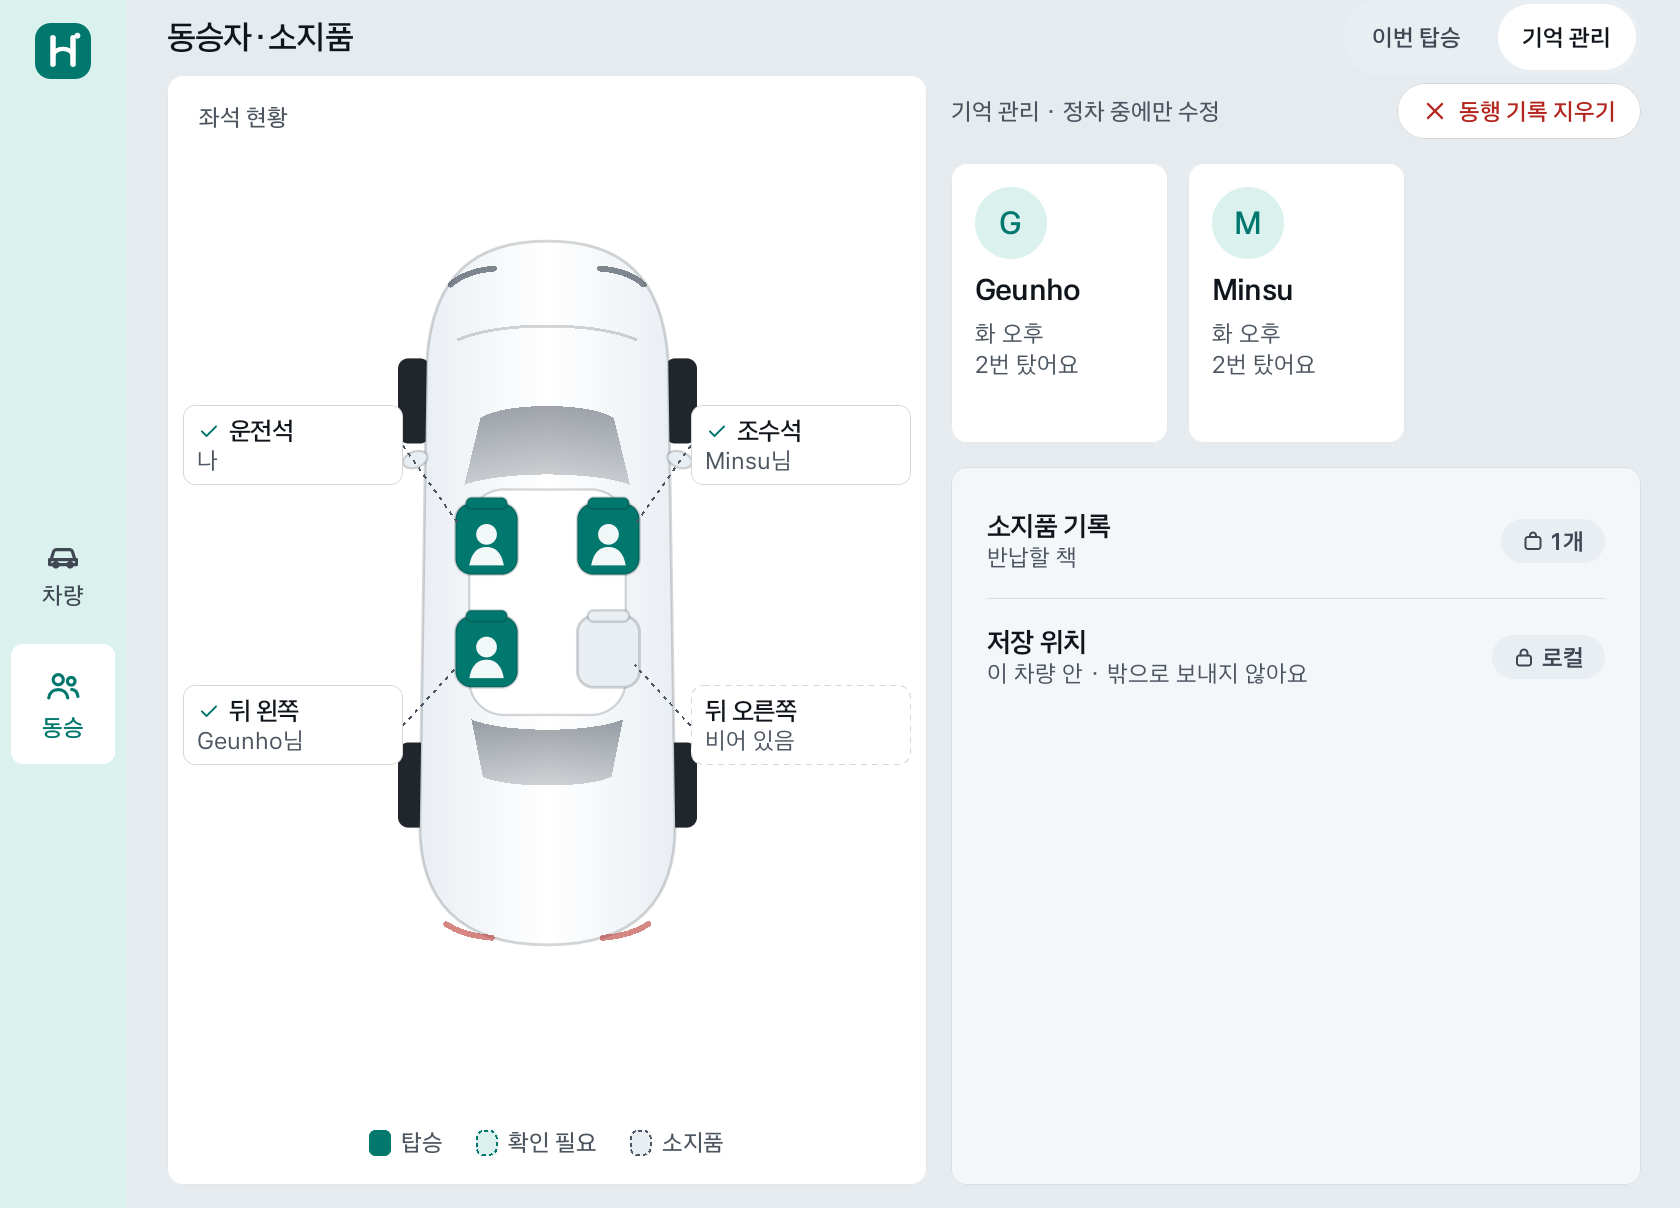 동승자 · 소지품
이번 탑승
기억 관리
좌석 현황
운전석
나
조수석
Minsu님
뒤 왼쪽
Geunho님
뒤 오른쪽
비어 있음
탑승
확인 필요
소지품
기억 관리 · 정차 중에만 수정
동행 기록 지우기
G
Geunho
화 오후
2번 탔어요
M
Minsu
화 오후
2번 탔어요
소지품 기록
반납할 책
1개
저장 위치
이 차량 안 · 밖으로 보내지 않아요
로컬
차량
동승